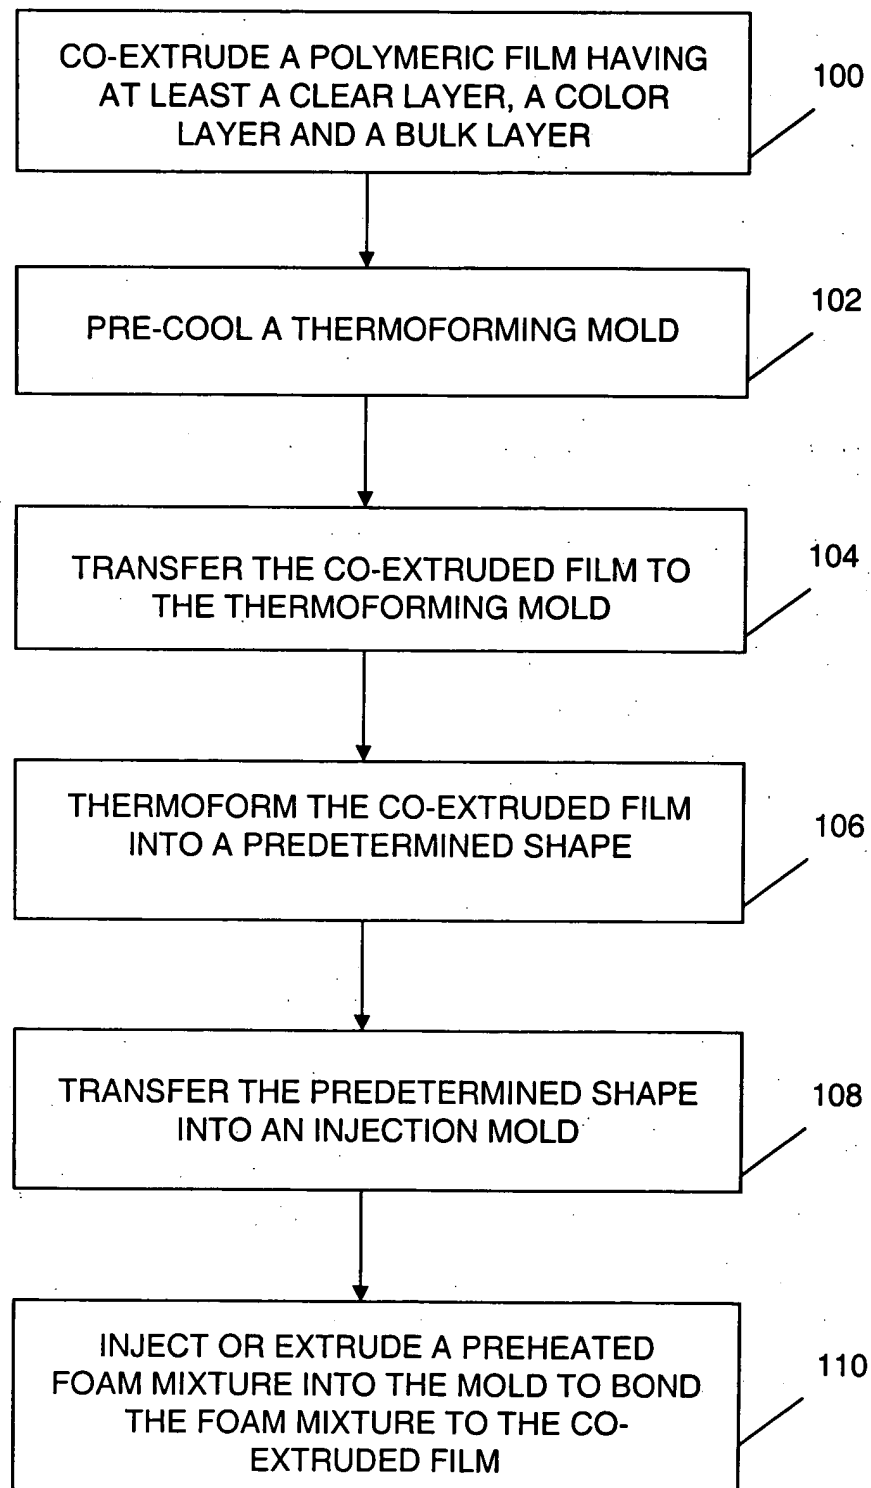 CO-EXTRUDE A POLYMERIC FILM HAVING
AT LEAST A CLEAR LAYER, A COLOR
LAYER AND A BULK LAYER
100
PRE-COOL A THERMOFORMING MOLD
102
TRANSFER THE CO-EXTRUDED FILM TO
THE THERMOFORMING MOLD
104
THERMOFORM THE CO-EXTRUDED FILM
INTO A PREDETERMINED SHAPE
106
TRANSFER THE PREDETERMINED SHAPE
INTO AN INJECTION MOLD
108
INJECT OR EXTRUDE A PREHEATED
FOAM MIXTURE INTO THE MOLD TO BOND
THE FOAM MIXTURE TO THE CO-
EXTRUDED FILM
110